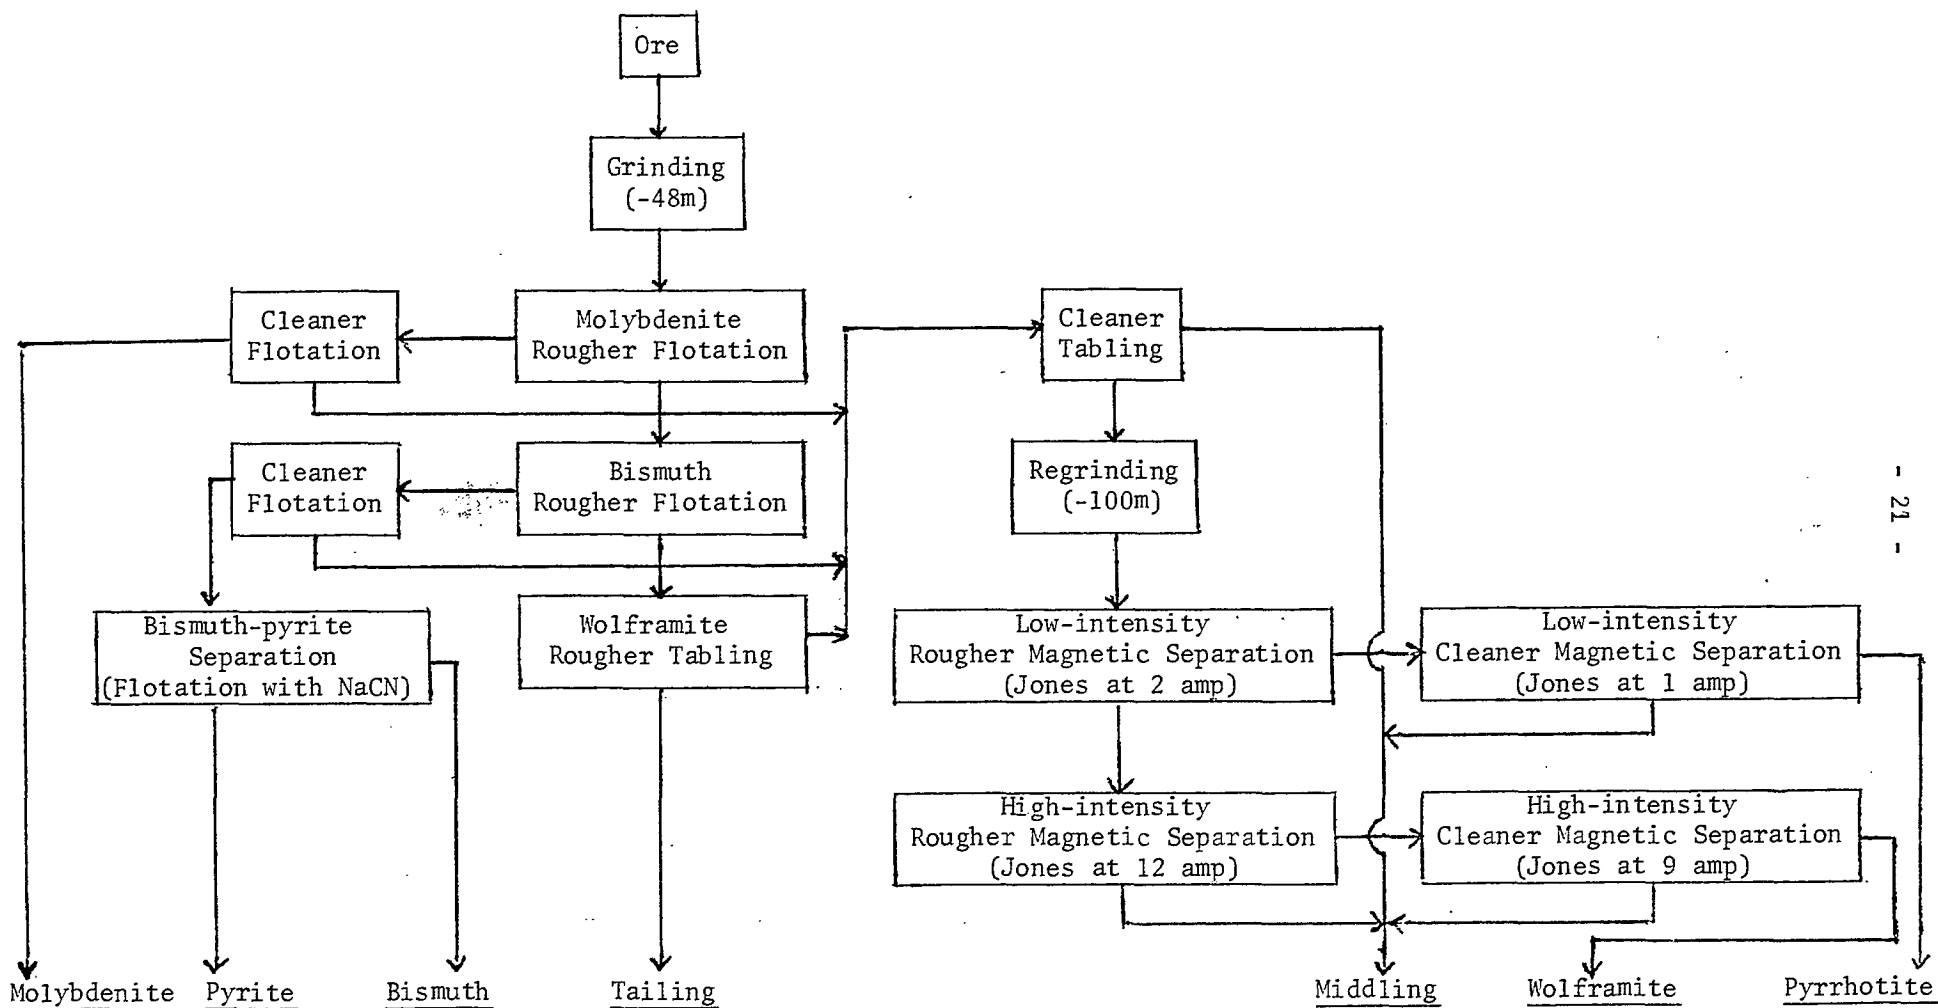 Ore
Grinding
(-48m)
Cleaner
Flotation
Molybdenite
Rougher Flotation
Cleaner
Tabling
Cleaner
Flotation
Bismuth
Rougher Flotation
Regrinding
(-100m)
- 21 -
Bismuth-pyrite
Separation
(Flotation with NaCN)
Wolframite
Rougher Tabling
Low-intensity
Rougher Magnetic Separation
(Jones at 2 amp)
Low-intensity
Cleaner Magnetic Separation
(Jones at 1 amp)
High-intensity
Rougher Magnetic Separation
(Jones at 12 amp)
High-intensity
Cleaner Magnetic Separation
(Jones at 9 amp)
Molybdenite
Pyrite
Bismuth
Tailing
Middling
Wolframite
Pyrrhotite